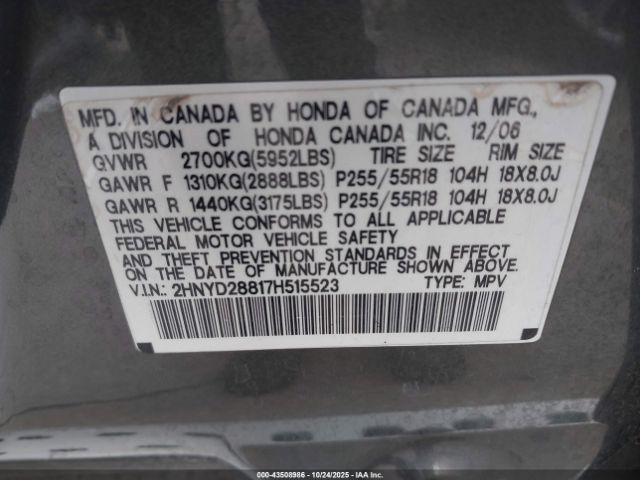 MFD. IN CANADA BY HONDA OF CANADA MFG.,
A DIVISION OF HONDA CANADA INC. 12/06
GVWR 2700KG(5952LBS) TIRE SIZE RIM SIZE
GAWR F 1310KG(2888LBS) P255/55R18 104H 18X8.0J
GAWR R 1440KG(3175LBS) P255/55R18 104H 18X8.0J
THIS VEHICLE CONFORMS TO ALL APPLICABLE
FEDERAL MOTOR VEHICLE SAFETY
AND THEFT PREVENTION STANDARDS IN EFFECT
ON THE DATE OF MANUFACTURE SHOWN ABOVE.
V.I.N.: 2HNYD28817H515523 TYPE: MPV
© 00-43508986 | 10/24/2025 | IAA Inc.